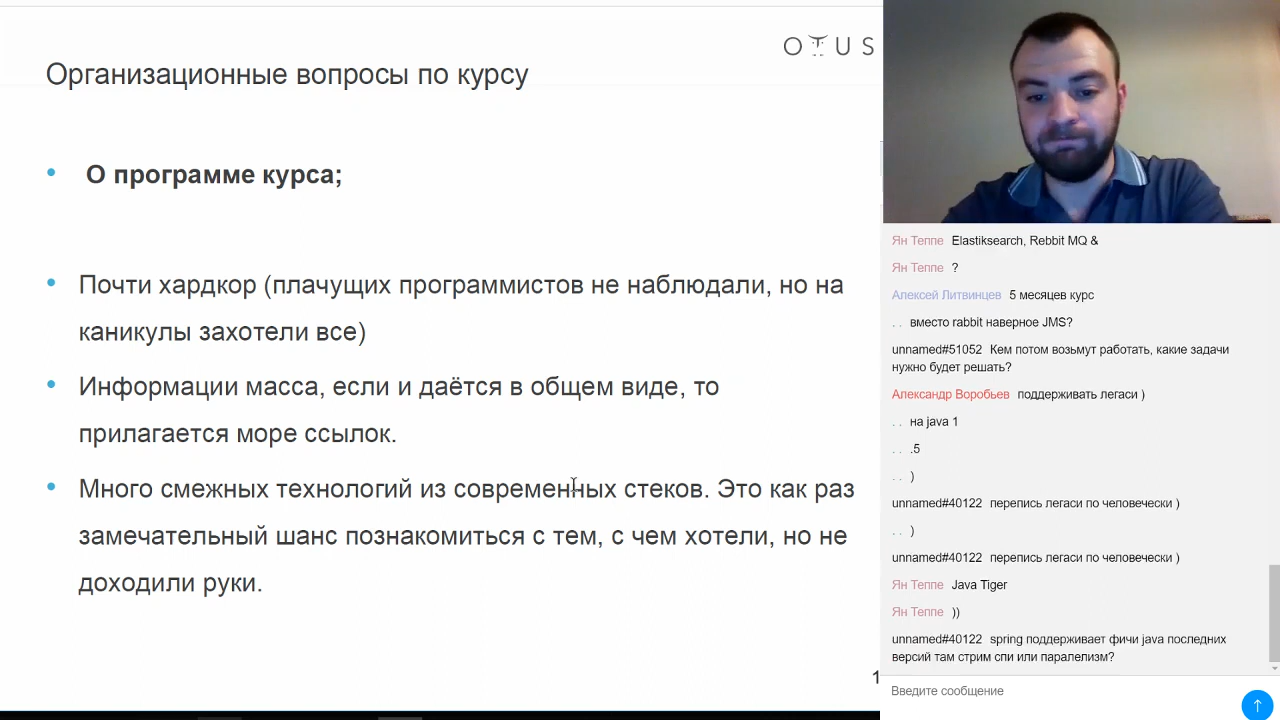 OTUS
Организационные вопросы по курсу
• О программе курса;
• Почти хардкор (плачущих программистов не наблюдали, но на
каникулы захотели все)
• Информации масса, если и даётся в общем виде, то
прилагается море ссылок.
• Много смежных технологий из современных стеков. Это как раз
замечательный шанс познакомиться с тем, с чем хотели, но не
доходили руки.
1
Ян Теппе Elastiksearch, Rebbit MQ &
Ян Теппе ?
Алексей Литвинцев 5 месяцев курс
. . вместо rabbit наверное JMS?
unnamed#51052 Кем потом возьмут работать, какие задачи
нужно будет решать?
Александр Воробьев поддерживать легаси )
. . на java 1
. . .5
. . )
unnamed#40122 перепись легаси по человечески )
. . )
unnamed#40122 перепись легаси по человечески )
Ян Теппе Java Tiger
Ян Теппе ))
unnamed#40122 spring поддерживает фичи java последних
версий там стрим спи или паралелизм?
Введите сообщение